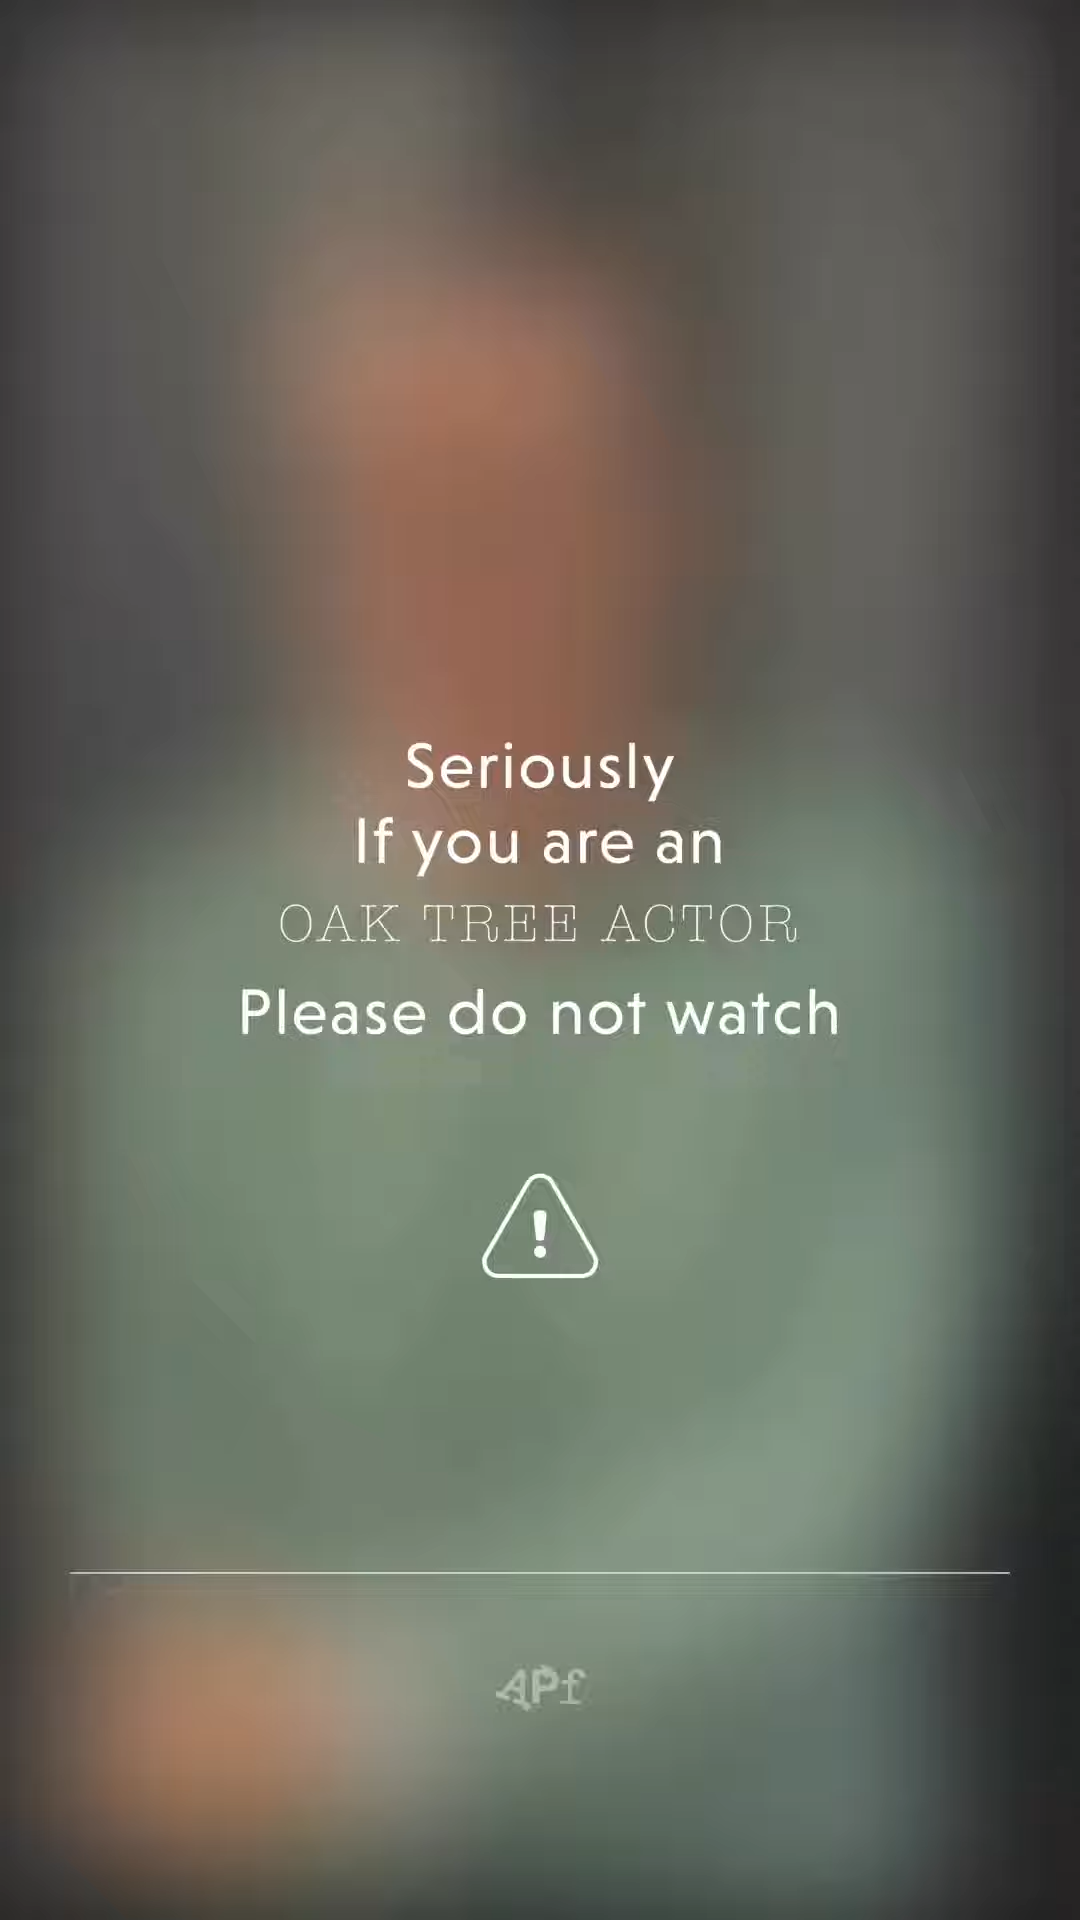 Seriously
If you are an
OAK TREE ACTOR
Please do not watch
!
APf